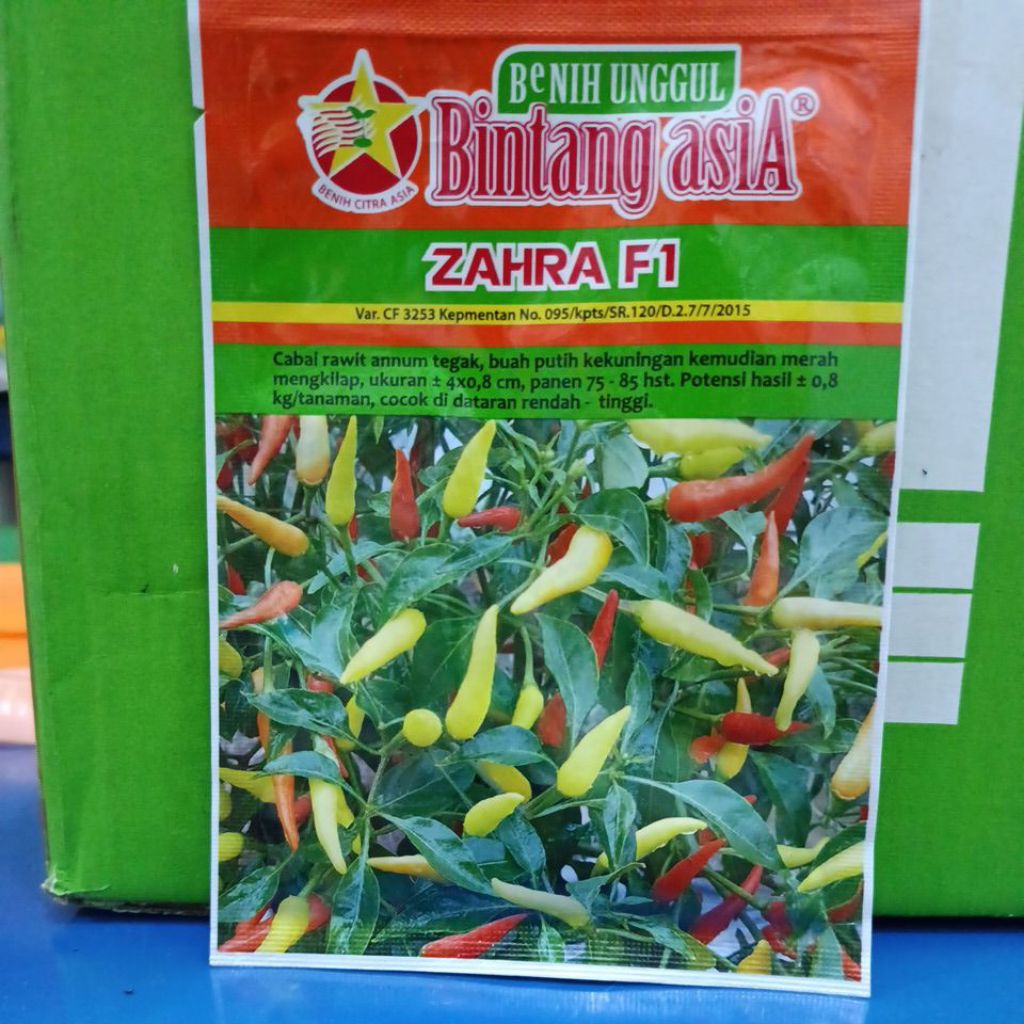 BeNIH UNGGUL
Bintang asiA®
BENIH CITRA ASIA
ZAHRA F1
Var. CF 3253 Kepmentan No. 095/kpts/SR.120/D.2.7/7/2015
Cabai rawit annum tegak, buah putih kekuningan kemudian merah
mengkilap, ukuran ± 4x0,8 cm, panen 75 - 85 hst. Potensi hasil ± 0,8
kg/tanaman, cocok di dataran rendah - tinggi.